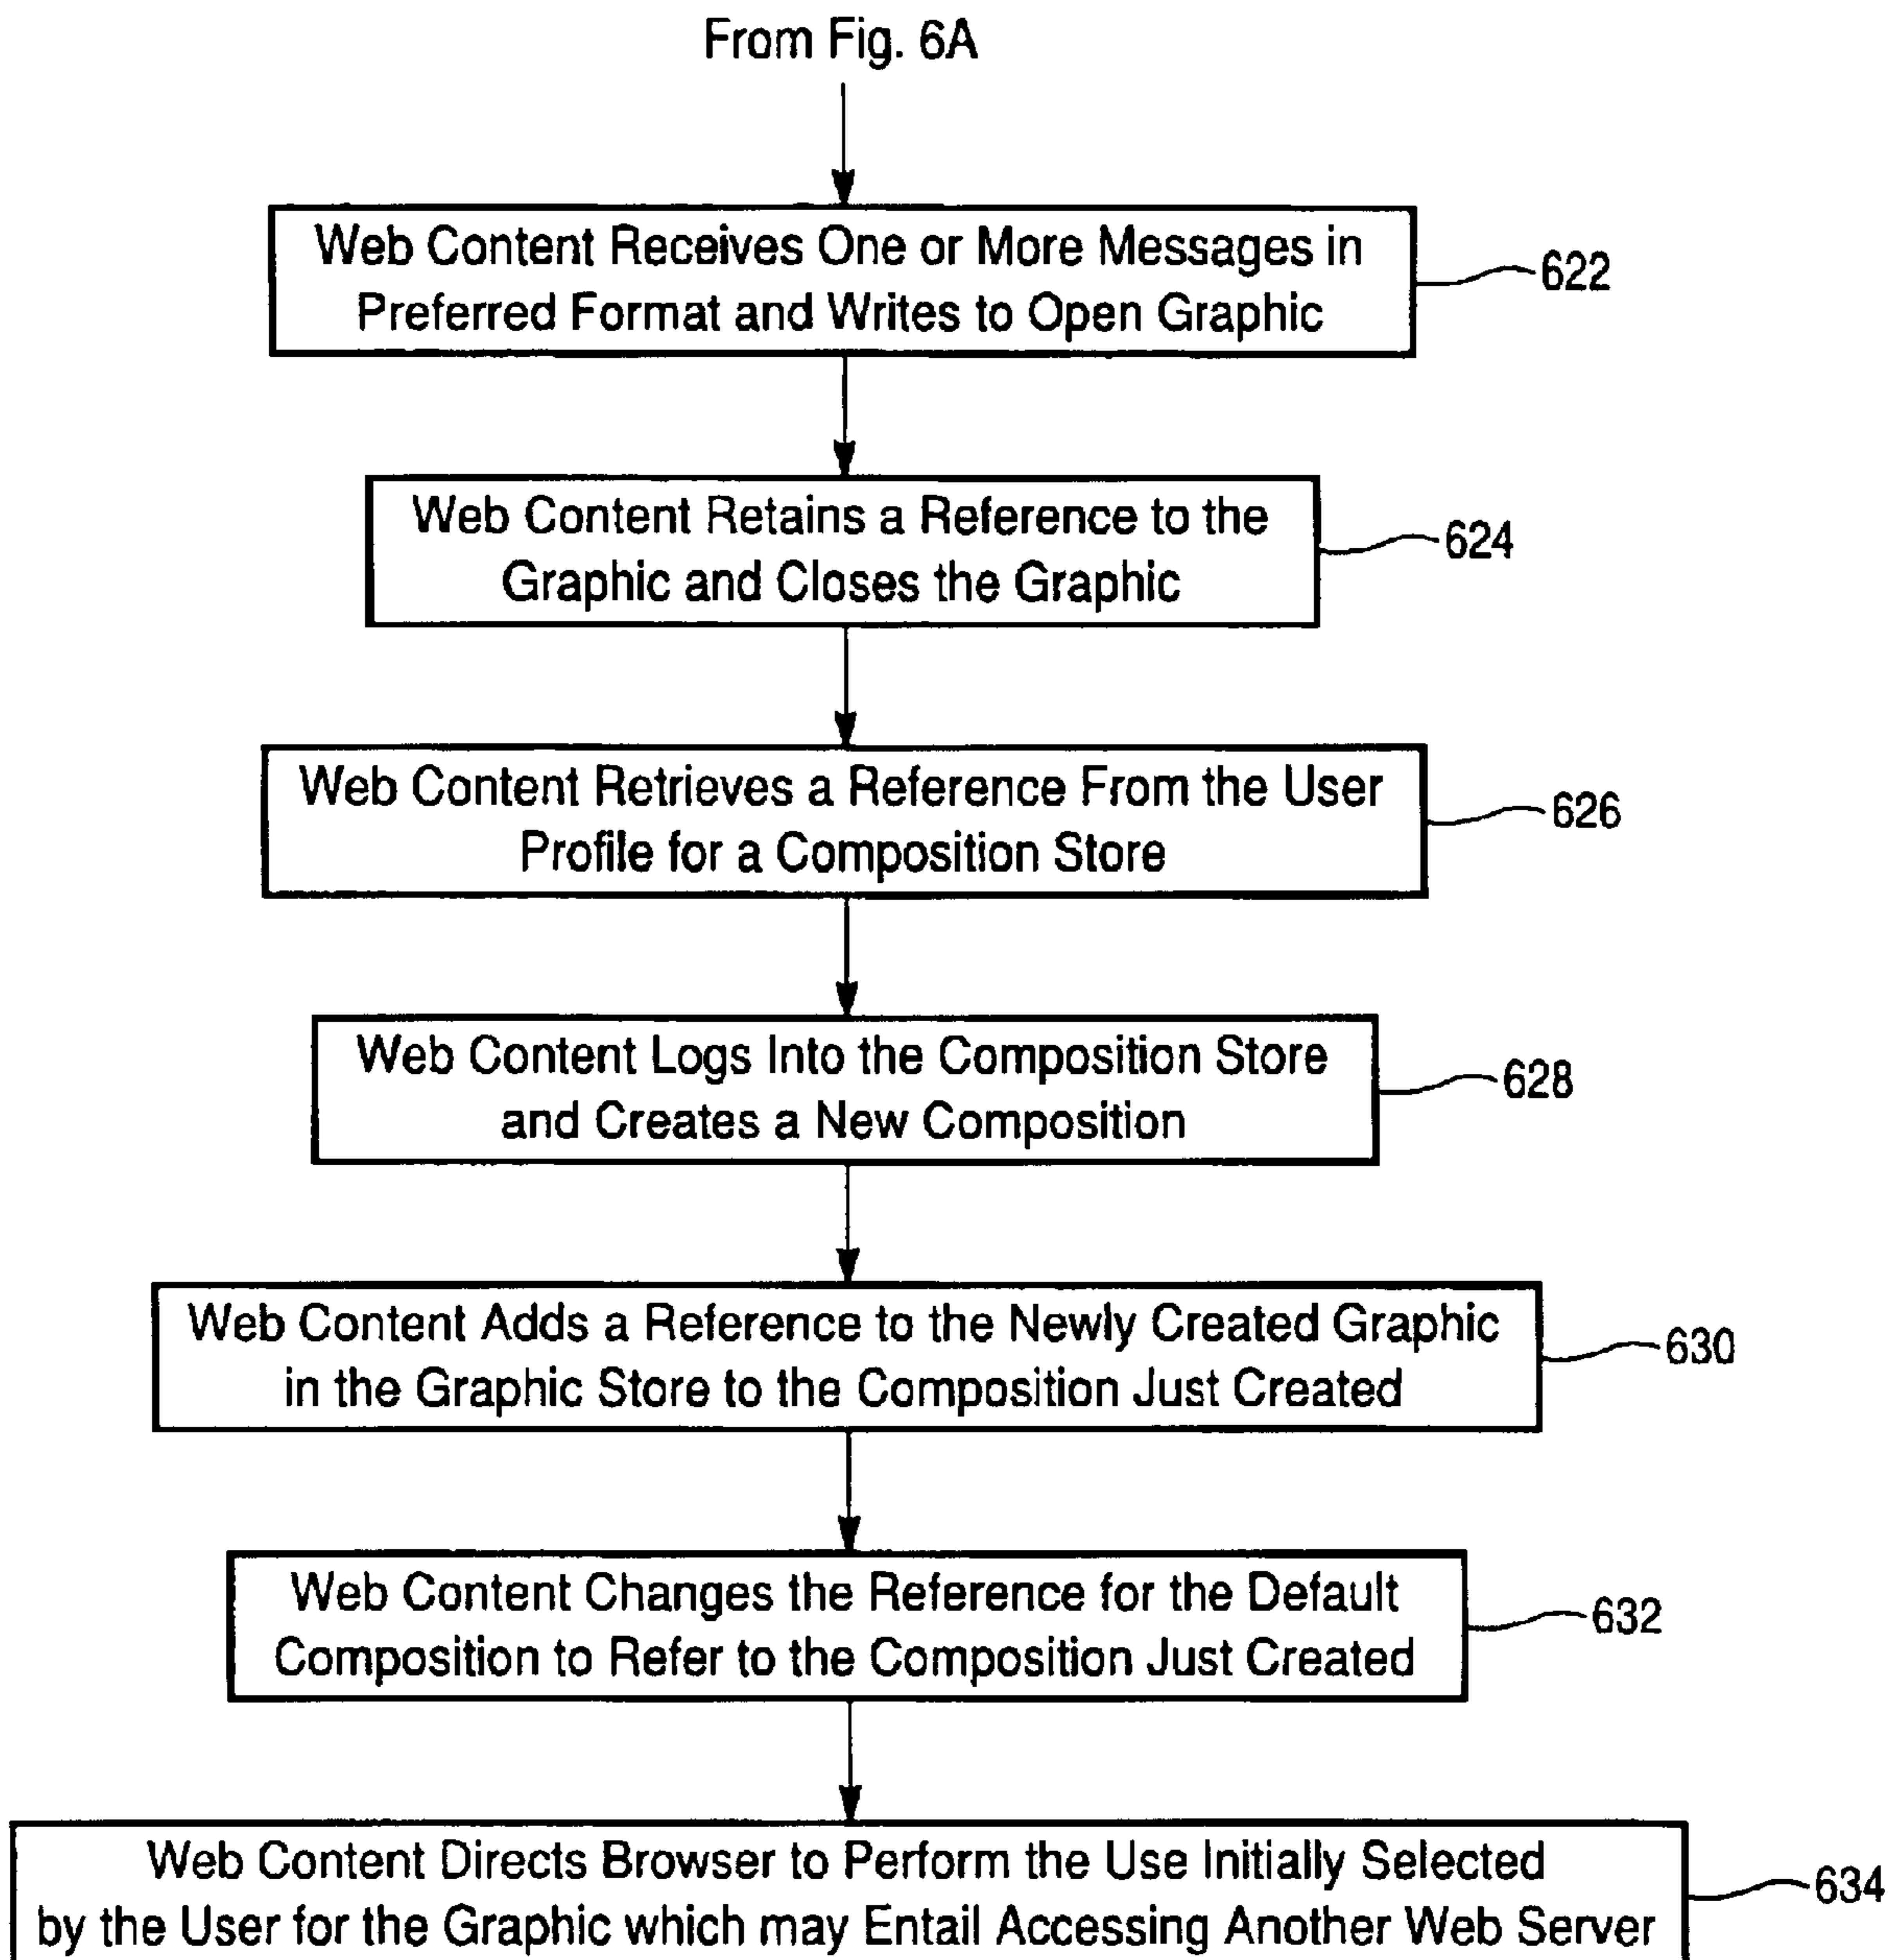 From Fig. 6A
Web Content Receives One or More Messages in
Preferred Format and Writes to Open Graphic
622
Web Content Retains a Reference to the
Graphic and Closes the Graphic
624
Web Content Retrieves a Reference From the User
Profile for a Composition Store
626
Web Content Logs Into the Composition Store
and Creates a New Composition
628
Web Content Adds a Reference to the Newly Created Graphic
in the Graphic Store to the Composition Just Created
630
Web Content Changes the Reference for the Default
Composition to Refer to the Composition Just Created
632
Web Content Directs Browser to Perform the Use Initially Selected
by the User for the Graphic which may Entail Accessing Another Web Server
634